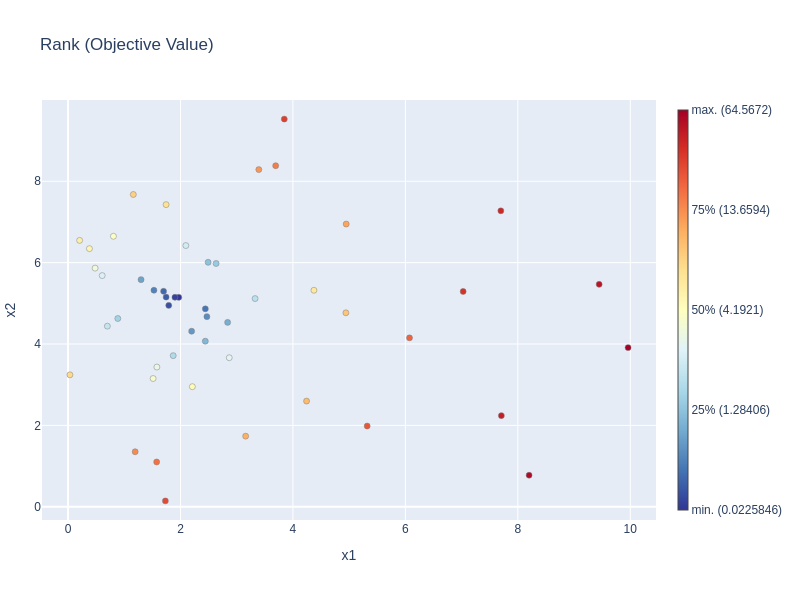 Rank (Objective Value)
max. (64.5672)
75% (13.6594)
50% (4.1921)
25% (1.28406)
min. (0.0225846)
x2
8
6
4
2
0
0 2 4 6 8 10
x1